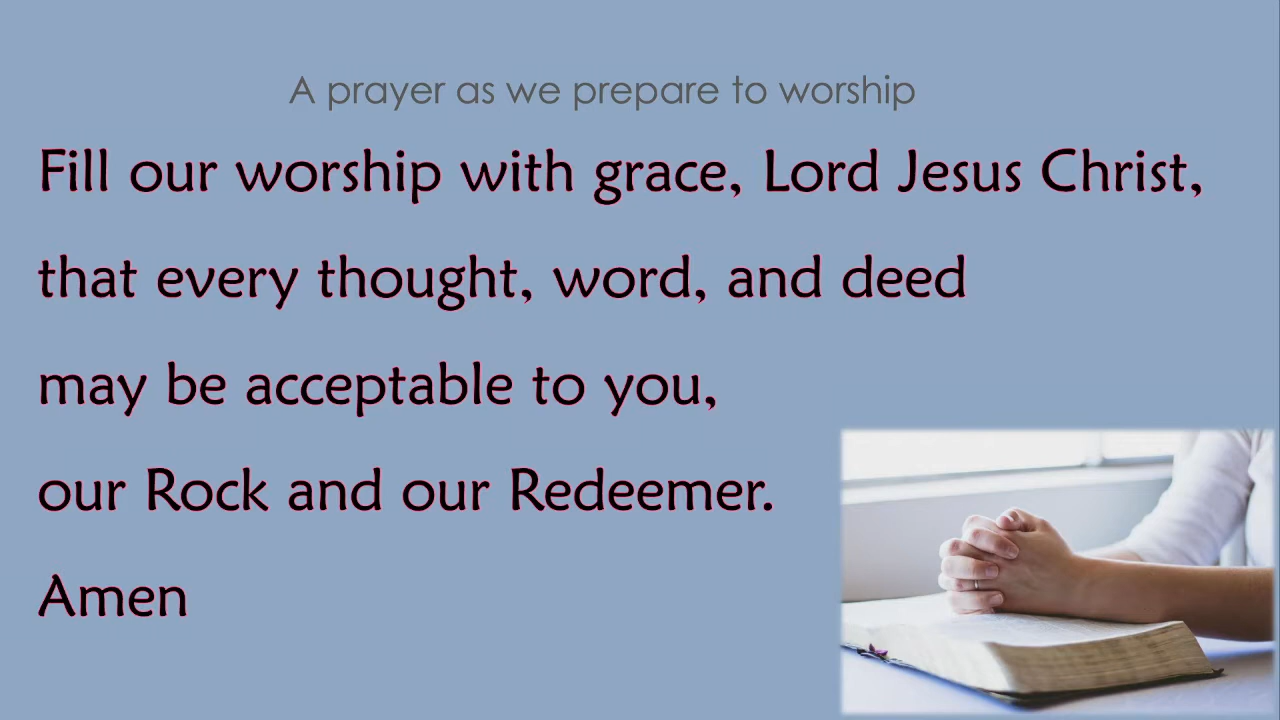 A prayer as we prepare to worship
Fill our worship with grace, Lord Jesus Christ,
that every thought, word, and deed
may be acceptable to you,
our Rock and our Redeemer.
Amen